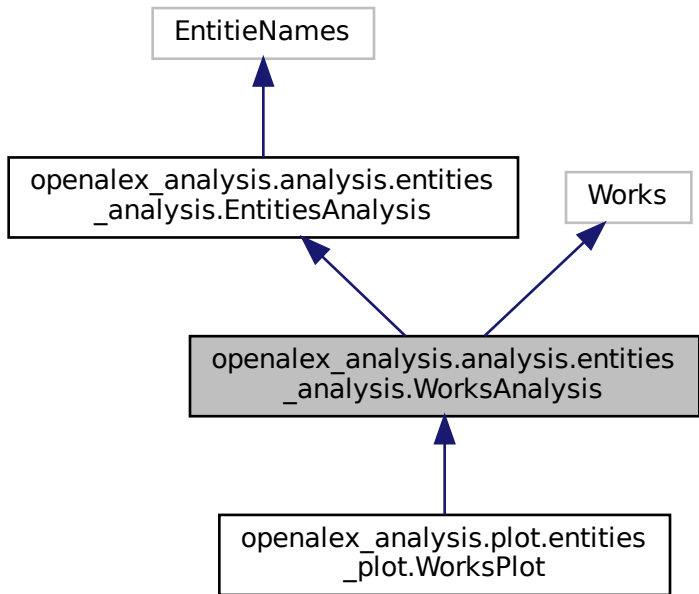 EntitieNames
openalex_analysis.analysis.entities
_analysis.EntitiesAnalysis
Works
openalex_analysis.analysis.entities
_analysis.WorksAnalysis
openalex_analysis.plot.entities
_plot.WorksPlot